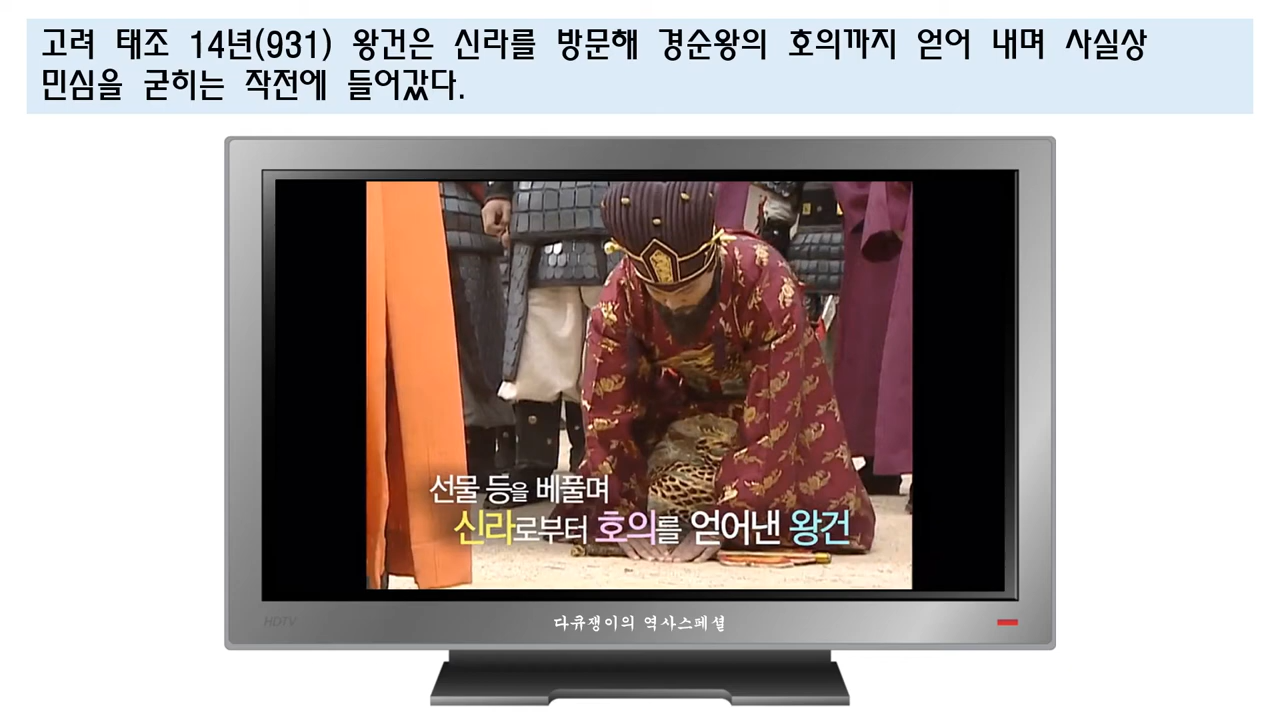 고려 태조 14년(931) 왕건은 신라를 방문해 경순왕의 호의까지 얻어 내며 사실상
민심을 굳히는 작전에 들어갔다.
선물 등을 베풀며
신라로부터 호의를 얻어낸 왕건
HDTV
다큐쟁이의 역사스페셜